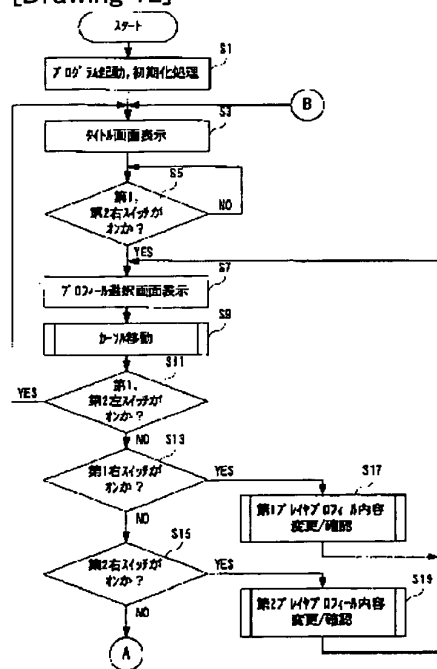 [Drawing 12]
スタート
プログラム起動,初期化処理
S1
B
S3
タイトル画面表示
S5
第1,
第2右スイッチが
オンか?
NO
YES
S7
プロフィール選択画面表示
S9
カーソル移動
S11
YES
第1,
第2左スイッチが
オンか?
NO
S13
第1右スイッチが
オンか?
YES
S17
第1プレイヤプロフィール内容
変更/確認
NO
S15
第2右スイッチが
オンか?
YES
S19
第2プレイヤプロフィール内容
変更/確認
NO
A